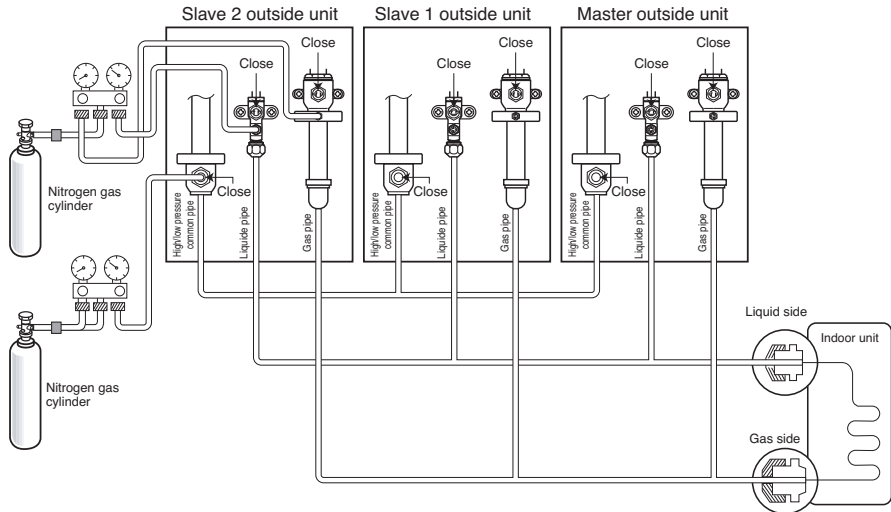 Slave 2 outside unit
Slave 1 outside unit
Master outside unit
Close
Close
Close
Close
Close
Close
Nitrogen gas
cylinder
Close
Close
Close
High/low pressure
common pipe
Liquide pipe
Gas pipe
High/low pressure
common pipe
Liquide pipe
Gas pipe
High/low pressure
common pipe
Liquide pipe
Gas pipe
Liquid side
Indoor unit
Nitrogen gas
cylinder
Gas side